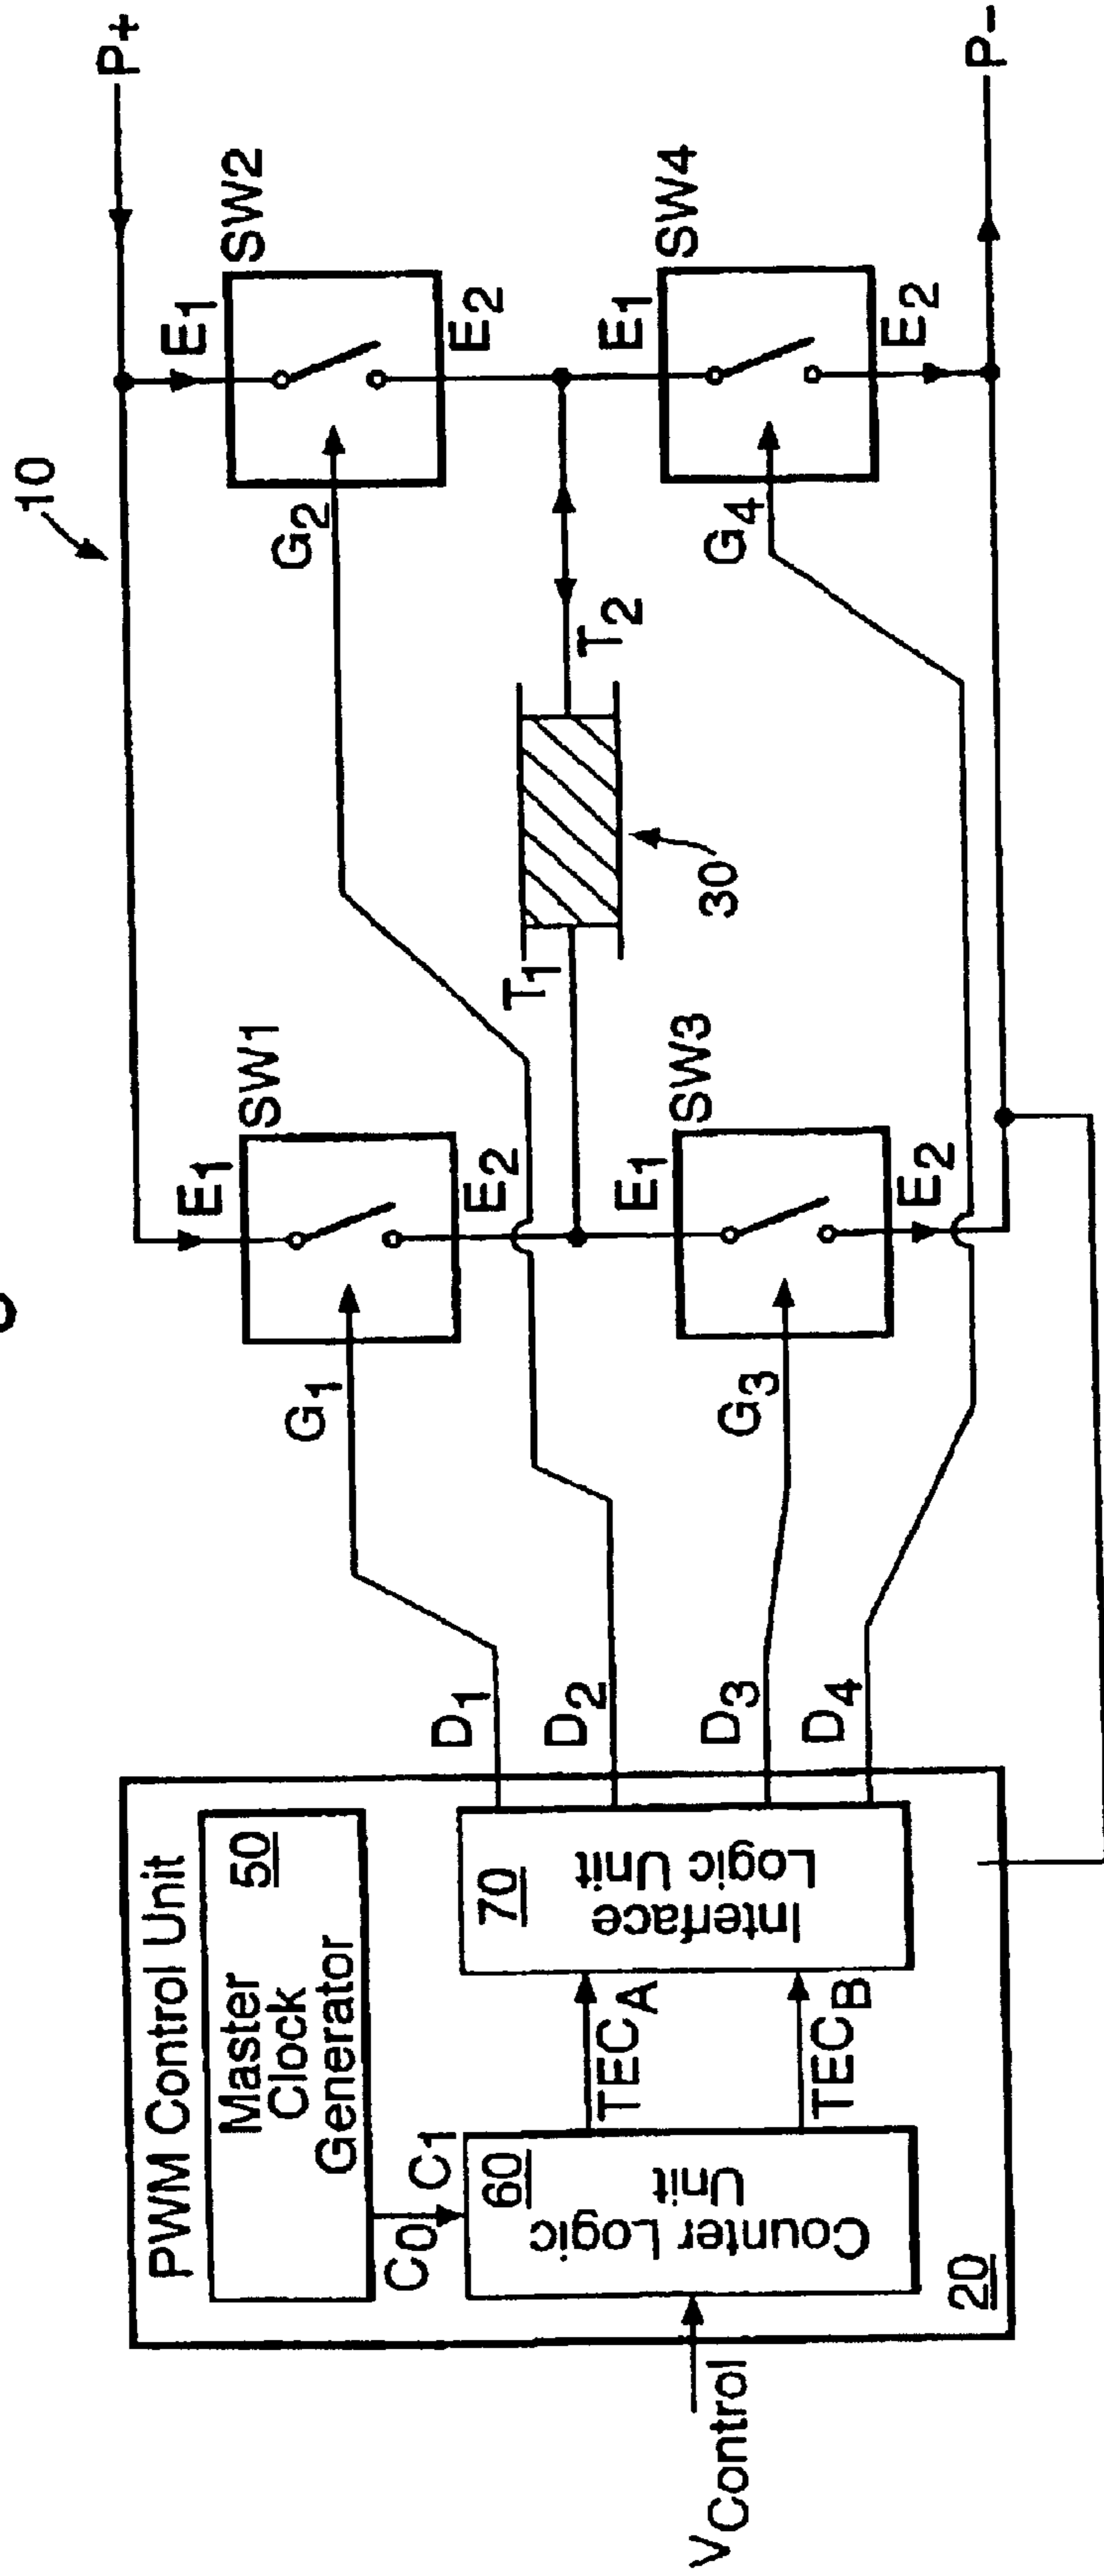 10
P+
E1
SW1
G1
E2
E1
SW2
G2
E2
T1
T2
30
E1
SW3
G3
E2
E1
SW4
G4
E2
P-
PWM Control Unit
Master
Clock
Generator
50
C0
C1
60
Counter Logic
Unit
TECA
TECB
70
Interface
Logic Unit
D1
D2
D3
D4
20
VControl